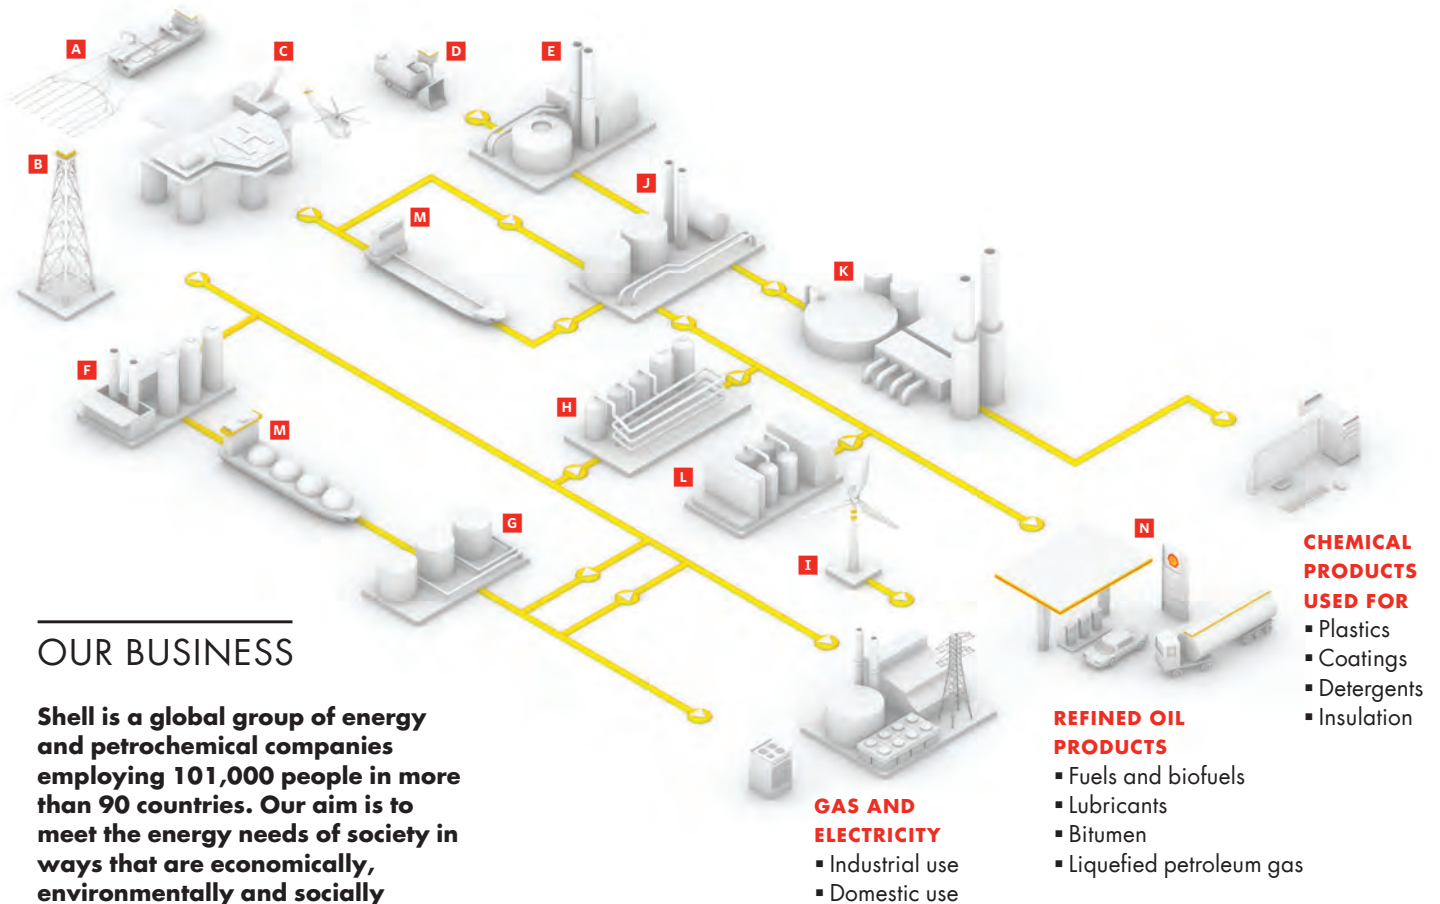 A
C
D
E
B
J
M
K
F
H
M
L
G
N
I
OUR BUSINESS
Shell is a global group of energy
and petrochemical companies
employing 101,000 people in more
than 90 countries. Our aim is to
meet the energy needs of society in
ways that are economically,
environmentally and socially
GAS AND
ELECTRICITY
▪ Industrial use
▪ Domestic use
REFINED OIL
PRODUCTS
▪ Fuels and biofuels
▪ Lubricants
▪ Bitumen
▪ Liquefied petroleum gas
CHEMICAL
PRODUCTS
USED FOR
▪ Plastics
▪ Coatings
▪ Detergents
▪ Insulation